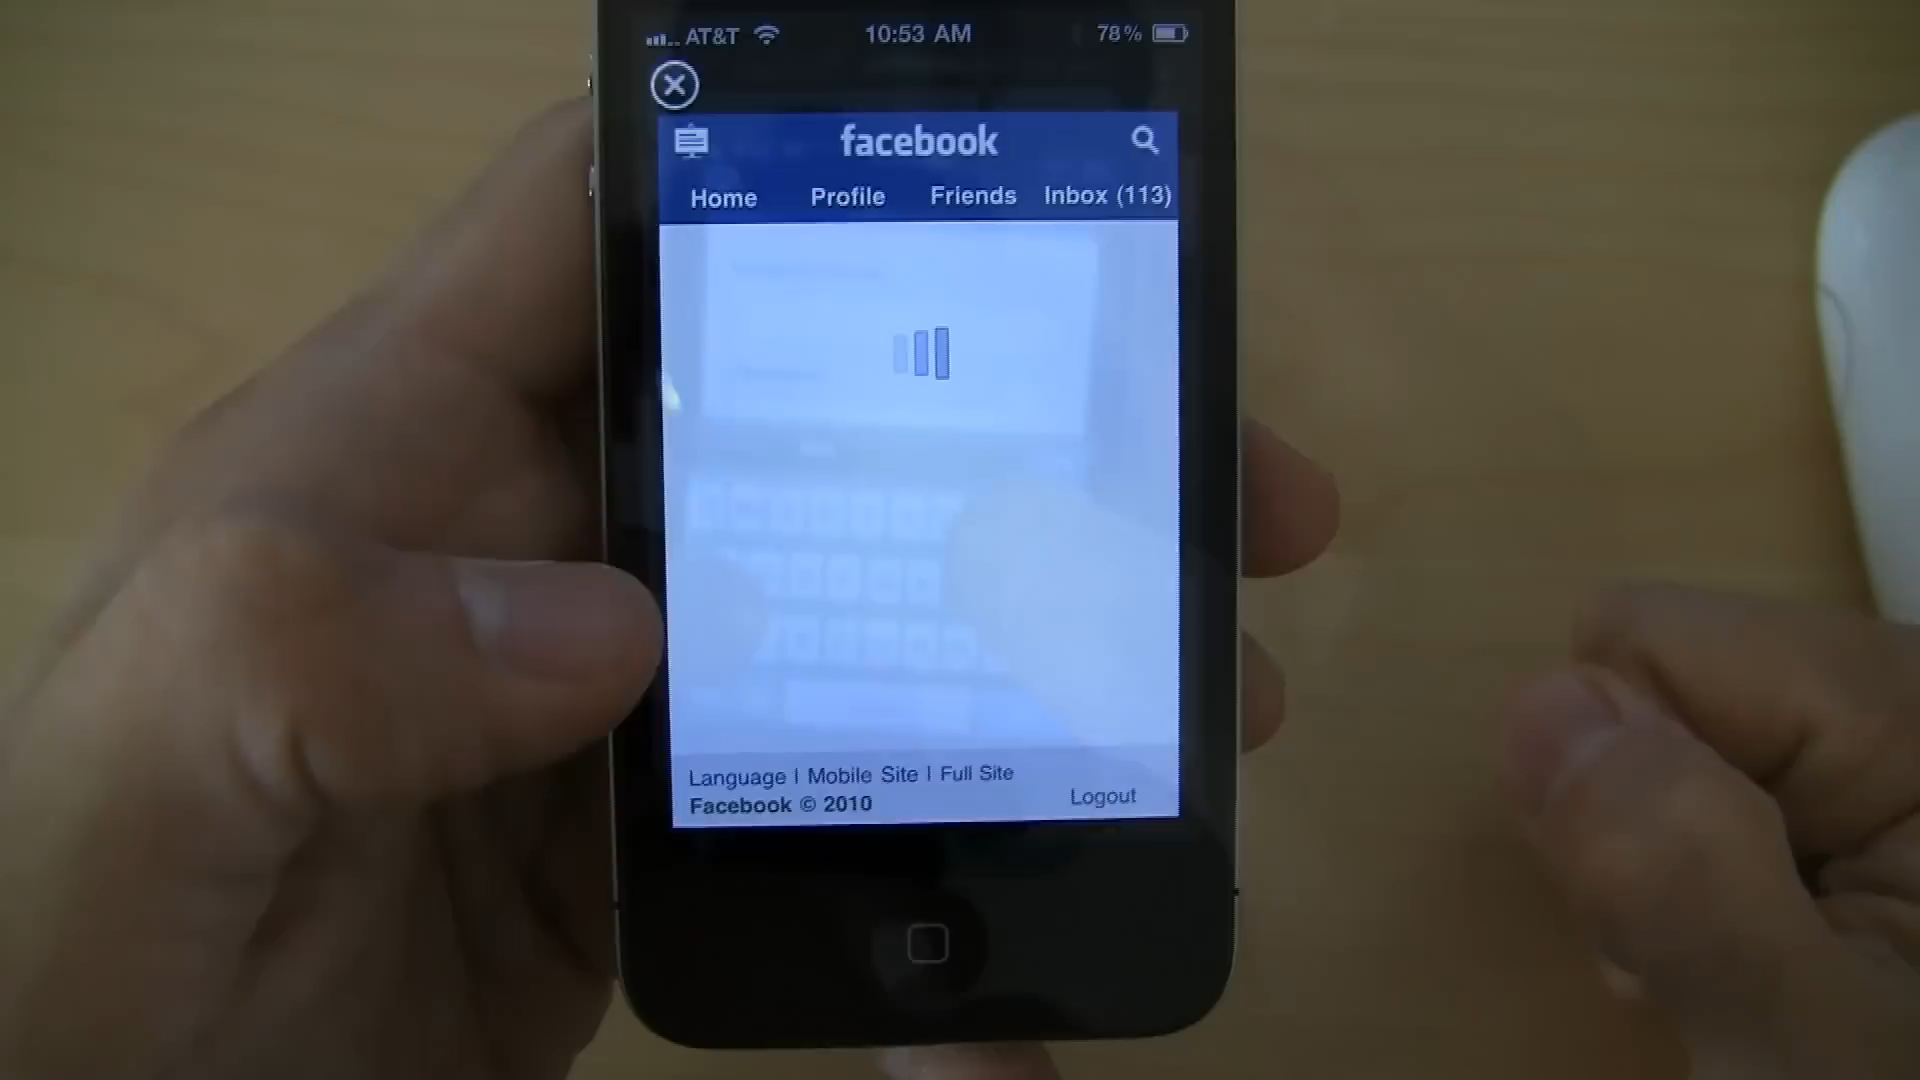 AT&T 10:53 AM 78%
facebook
Home Profile Friends Inbox (113)
Language | Mobile Site | Full Site
Facebook © 2010
Logout